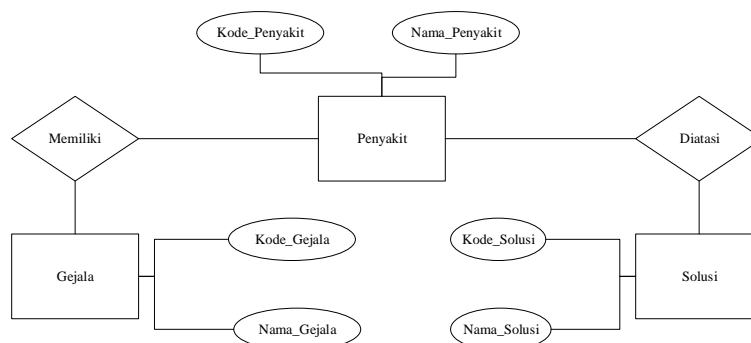 Kode_Penyakit
Nama_Penyakit
Memiliki
Penyakit
Diatasi
Kode_Gejala
Kode_Solusi
Gejala
Solusi
Nama_Gejala
Nama_Solusi